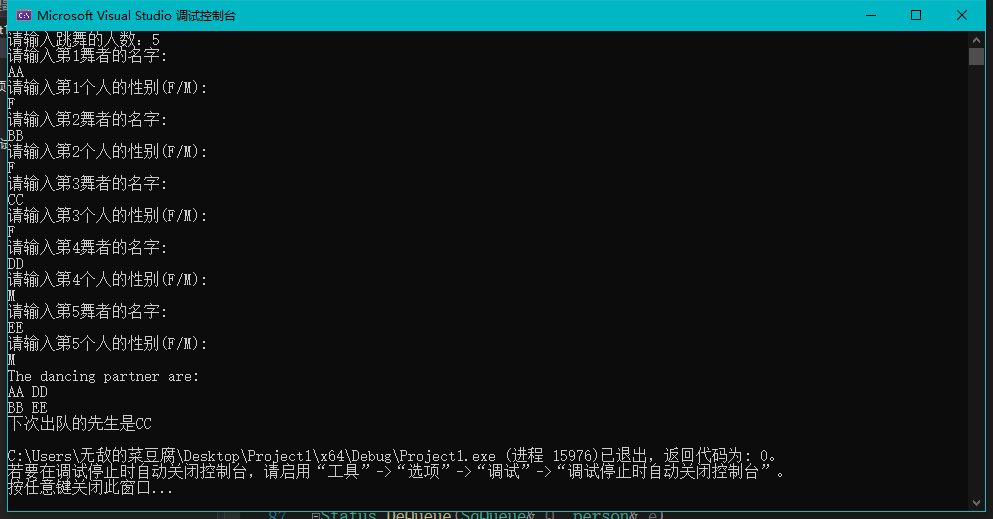 Microsoft Visual Studio 调试控制台
请输入跳舞的人数：5
请输入第1舞者的名字:
AA
请输入第1个人的性别(F/M):
F
请输入第2舞者的名字:
BB
请输入第2个人的性别(F/M):
F
请输入第3舞者的名字:
CC
请输入第3个人的性别(F/M):
F
请输入第4舞者的名字:
DD
请输入第4个人的性别(F/M):
M
请输入第5舞者的名字:
EE
请输入第5个人的性别(F/M):
M
The dancing partner are:
AA DD
BB EE
下次出队的先生是CC
C:\Users\无敌的菜豆腐\Desktop\Project1\x64\Debug\Project1.exe (进程 15976)已退出，返回代码为: 0。
若要在调试停止时自动关闭控制台，请启用“工具”->“选项”->“调试”->“调试停止时自动关闭控制台”。
按任意键关闭此窗口...
87 Status DeQueue(SqQueue& Q, person& e)